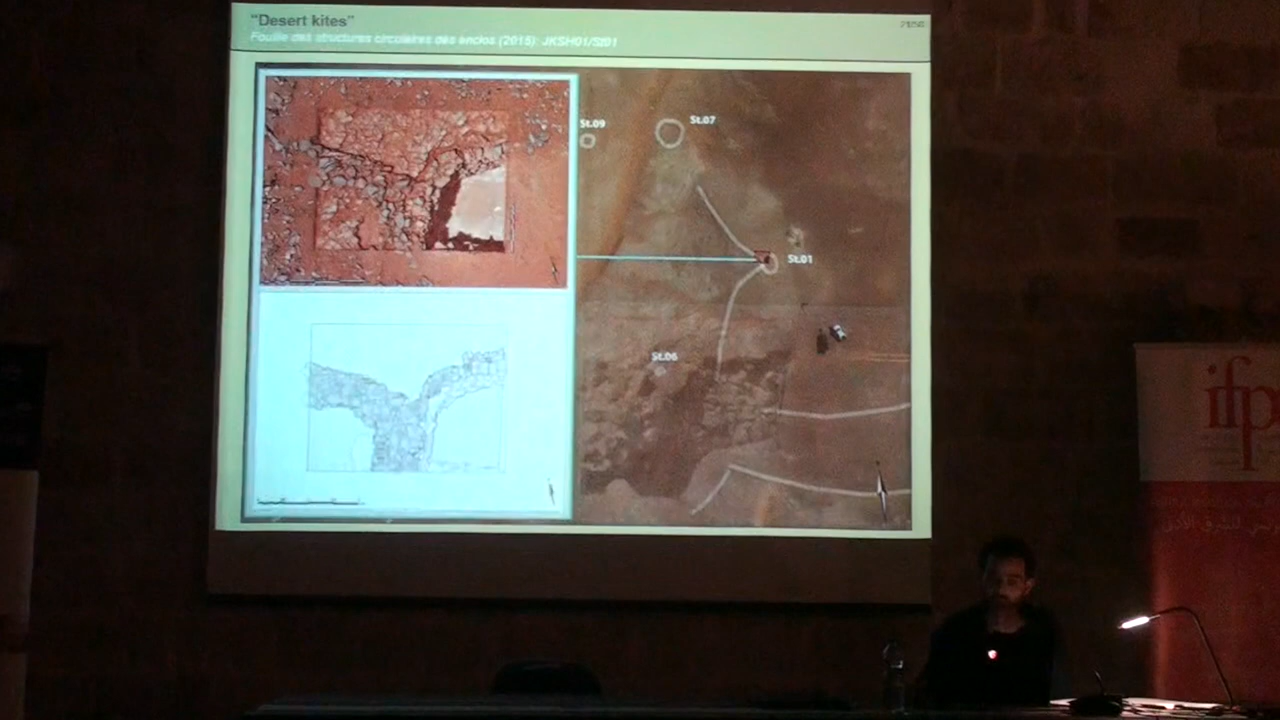 "Desert kites"
Fouille des structures circulaires des enclos (2015): JKSH01/St01
St.09
St.07
St.01
St.06
ifp